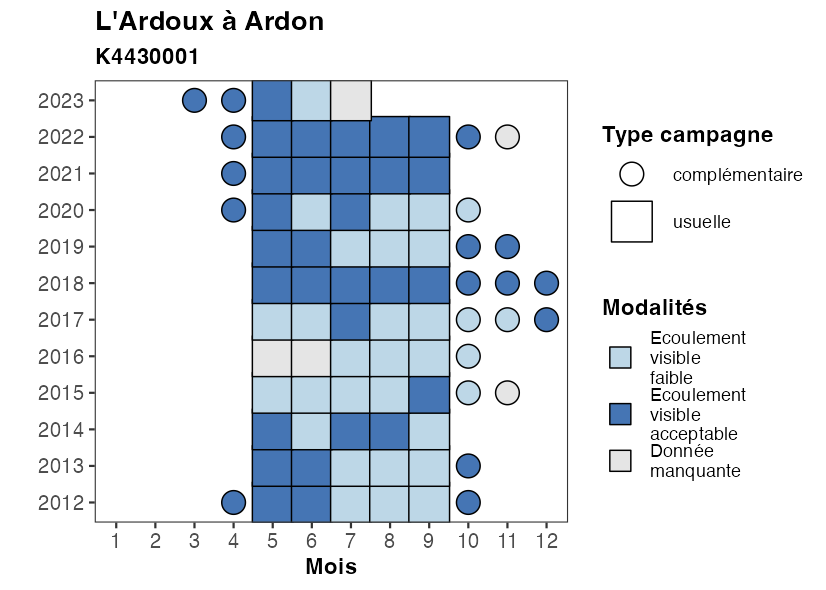 L'Ardoux à Ardon
K4430001
2023
2022
2021
2020
2019
2018
2017
2016
2015
2014
2013
2012
1 2 3 4 5 6 7 8 9 10 11 12
Mois
Type campagne
complémentaire
usuelle
Modalités
Ecoulement
visible
faible
Ecoulement
visible
acceptable
Donnée
manquante